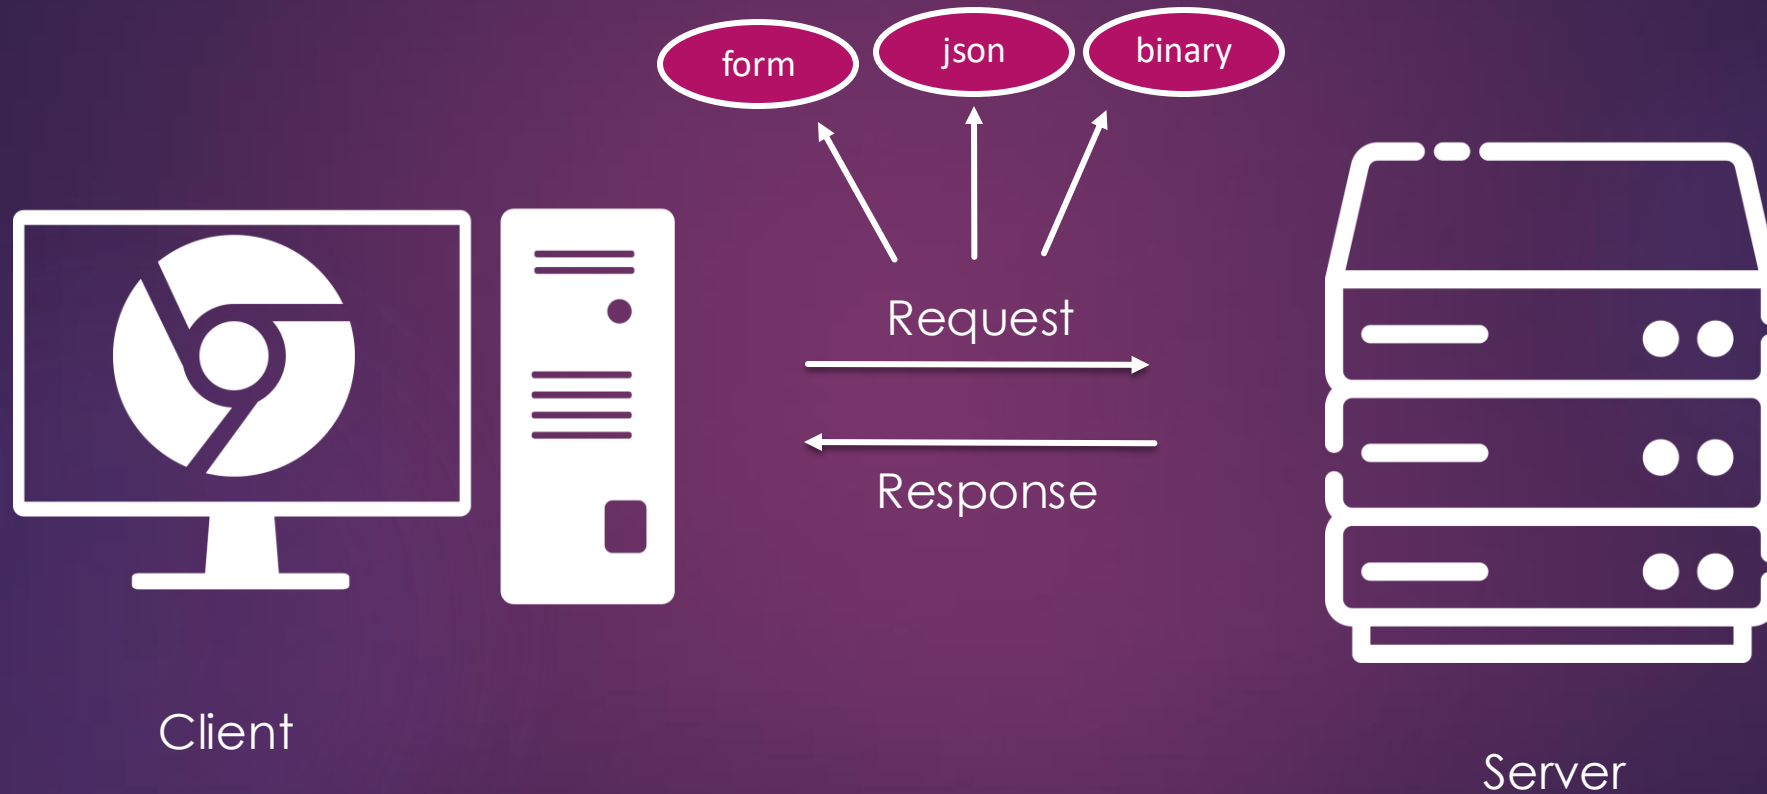 form
json
binary
Request
Response
Client
Server